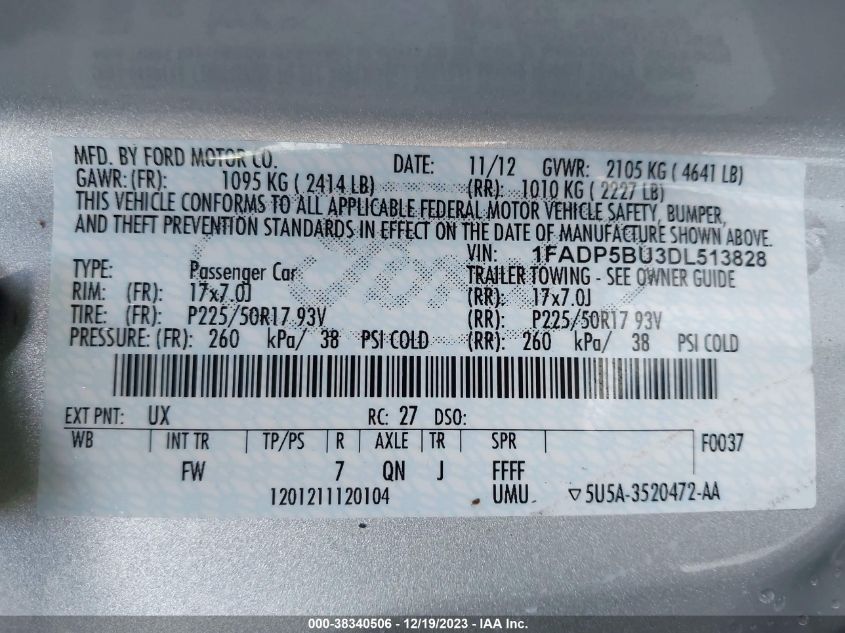 MFD. BY FORD MOTOR CO. DATE: 11/12 GVWR: 2105 KG ( 4641 LB)
GAWR: (FR): 1095 KG ( 2414 LB) (RR): 1010 KG ( 2227 LB)
THIS VEHICLE CONFORMS TO ALL APPLICABLE FEDERAL MOTOR VEHICLE SAFETY, BUMPER,
AND THEFT PREVENTION STANDARDS IN EFFECT ON THE DATE OF MANUFACTURE SHOWN ABOVE.
VIN: 1FADP5BU3DL513828
TYPE: Passenger Car TRAILER TOWING - SEE OWNER GUIDE
RIM: (FR): 17x7.0J (RR): 17x7.0J
TIRE: (FR): P225/50R17 93V (RR): P225/50R17 93V
PRESSURE: (FR): 260 kPa/ 38 PSI COLD (RR): 260 kPa/ 38 PSI COLD
EXT PNT: UX RC: 27 DSO:
WB INT TR TP/PS R AXLE TR SPR F0037
FW 7 QN J FFFF
1201211120104 UMU ▽5U5A-3520472-AA
000-38340506 - 12/19/2023 - IAA Inc.